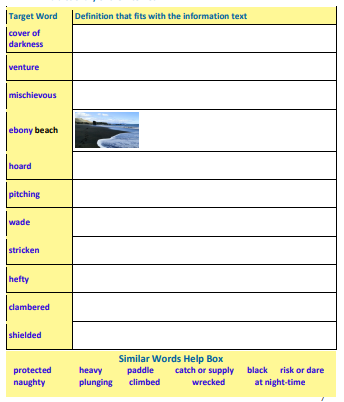 Target Word Definition that fits with the information text
cover of
darkness
venture
mischievous
ebony beach
hoard
pitching
wade
stricken
hefty
clambered
shielded
Similar Words Help Box
protected heavy paddle catch or supply black risk or dare
naughty plunging climbed wrecked at night-time